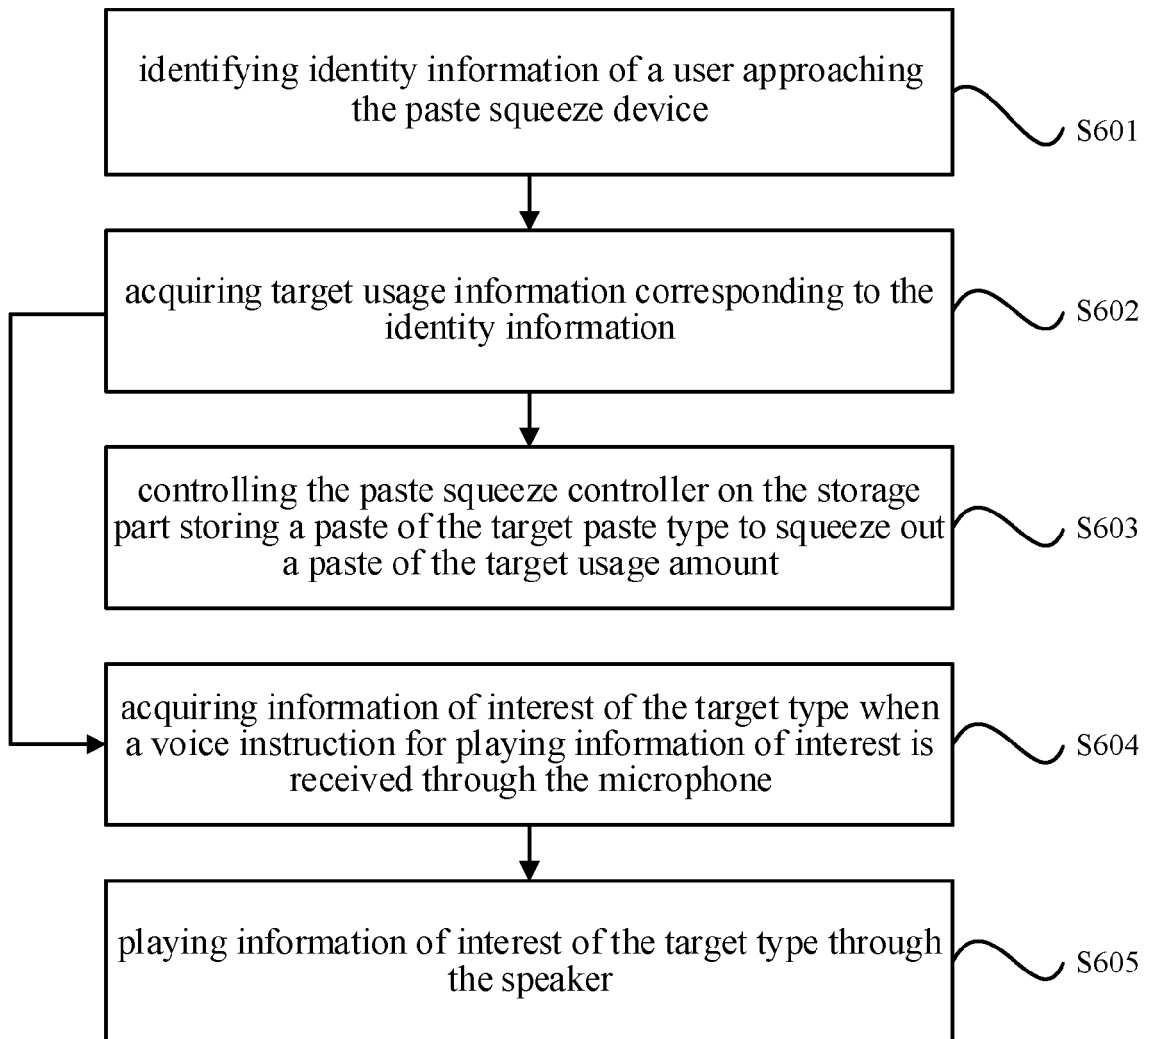 identifying identity information of a user approaching
the paste squeeze device
S601
acquiring target usage information corresponding to the
identity information
S602
controlling the paste squeeze controller on the storage
part storing a paste of the target paste type to squeeze out
a paste of the target usage amount
S603
acquiring information of interest of the target type when
a voice instruction for playing information of interest is
received through the microphone
S604
playing information of interest of the target type through
the speaker
S605